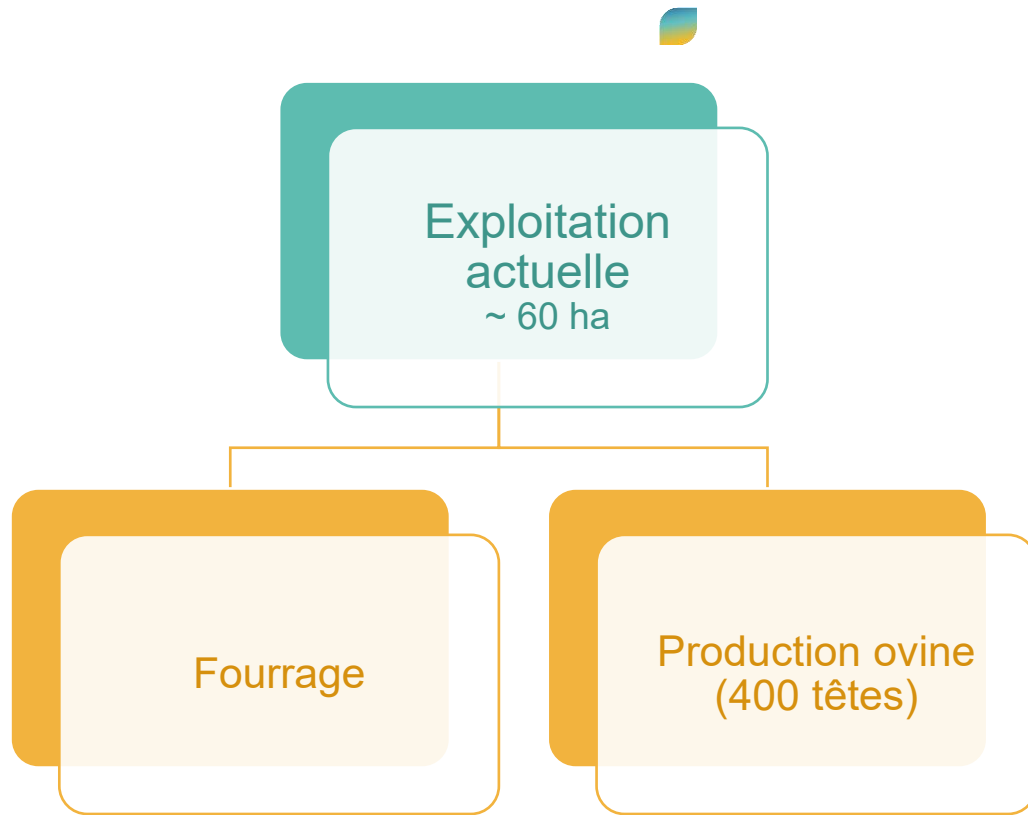 Exploitation
actuelle
~ 60 ha
Fourrage
Production ovine
(400 têtes)